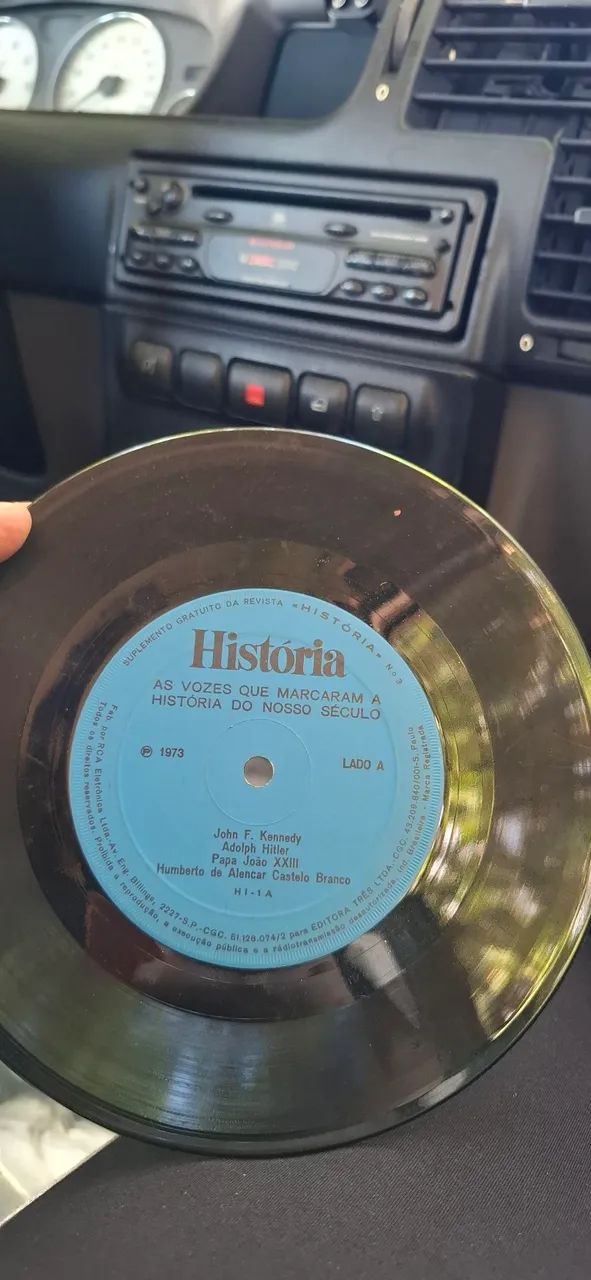 SUPLEMENTO GRATUITO DA REVISTA «HISTÓRIA» Nº 3
História
AS VOZES QUE MARCARAM A
HISTÓRIA DO NOSSO SÉCULO
℗ 1973
LADO A
John F. Kennedy
Adolph Hitler
Papa João XXIII
Humberto de Alencar Castelo Branco
HI-1A
Fab. por RCA Eletrônica Ltda. Av. Eng. Billings, 2227-S.P.-CGC. 61.128.074/2 para EDITORA TRÊS LTDA.-CGC. 43.209.640/001-S. Paulo
Todos os direitos reservados. Proibida a reprodução, a execução pública e a rádiotransmissão desautorizada. Ind. Brasileira - Marca Registrada